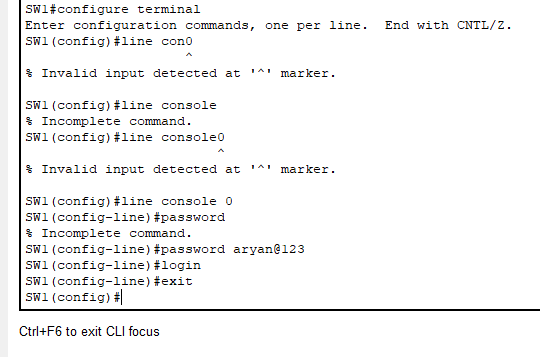 SW1#configure terminal
Enter configuration commands, one per line.  End with CNTL/Z.
SW1(config)#line con0
^
% Invalid input detected at '^' marker.
SW1(config)#line console
% Incomplete command.
SW1(config)#line console0
^
% Invalid input detected at '^' marker.
SW1(config)#line console 0
SW1(config-line)#password
% Incomplete command.
SW1(config-line)#password aryan@123
SW1(config-line)#login
SW1(config-line)#exit
SW1(config)#
Ctrl+F6 to exit CLI focus